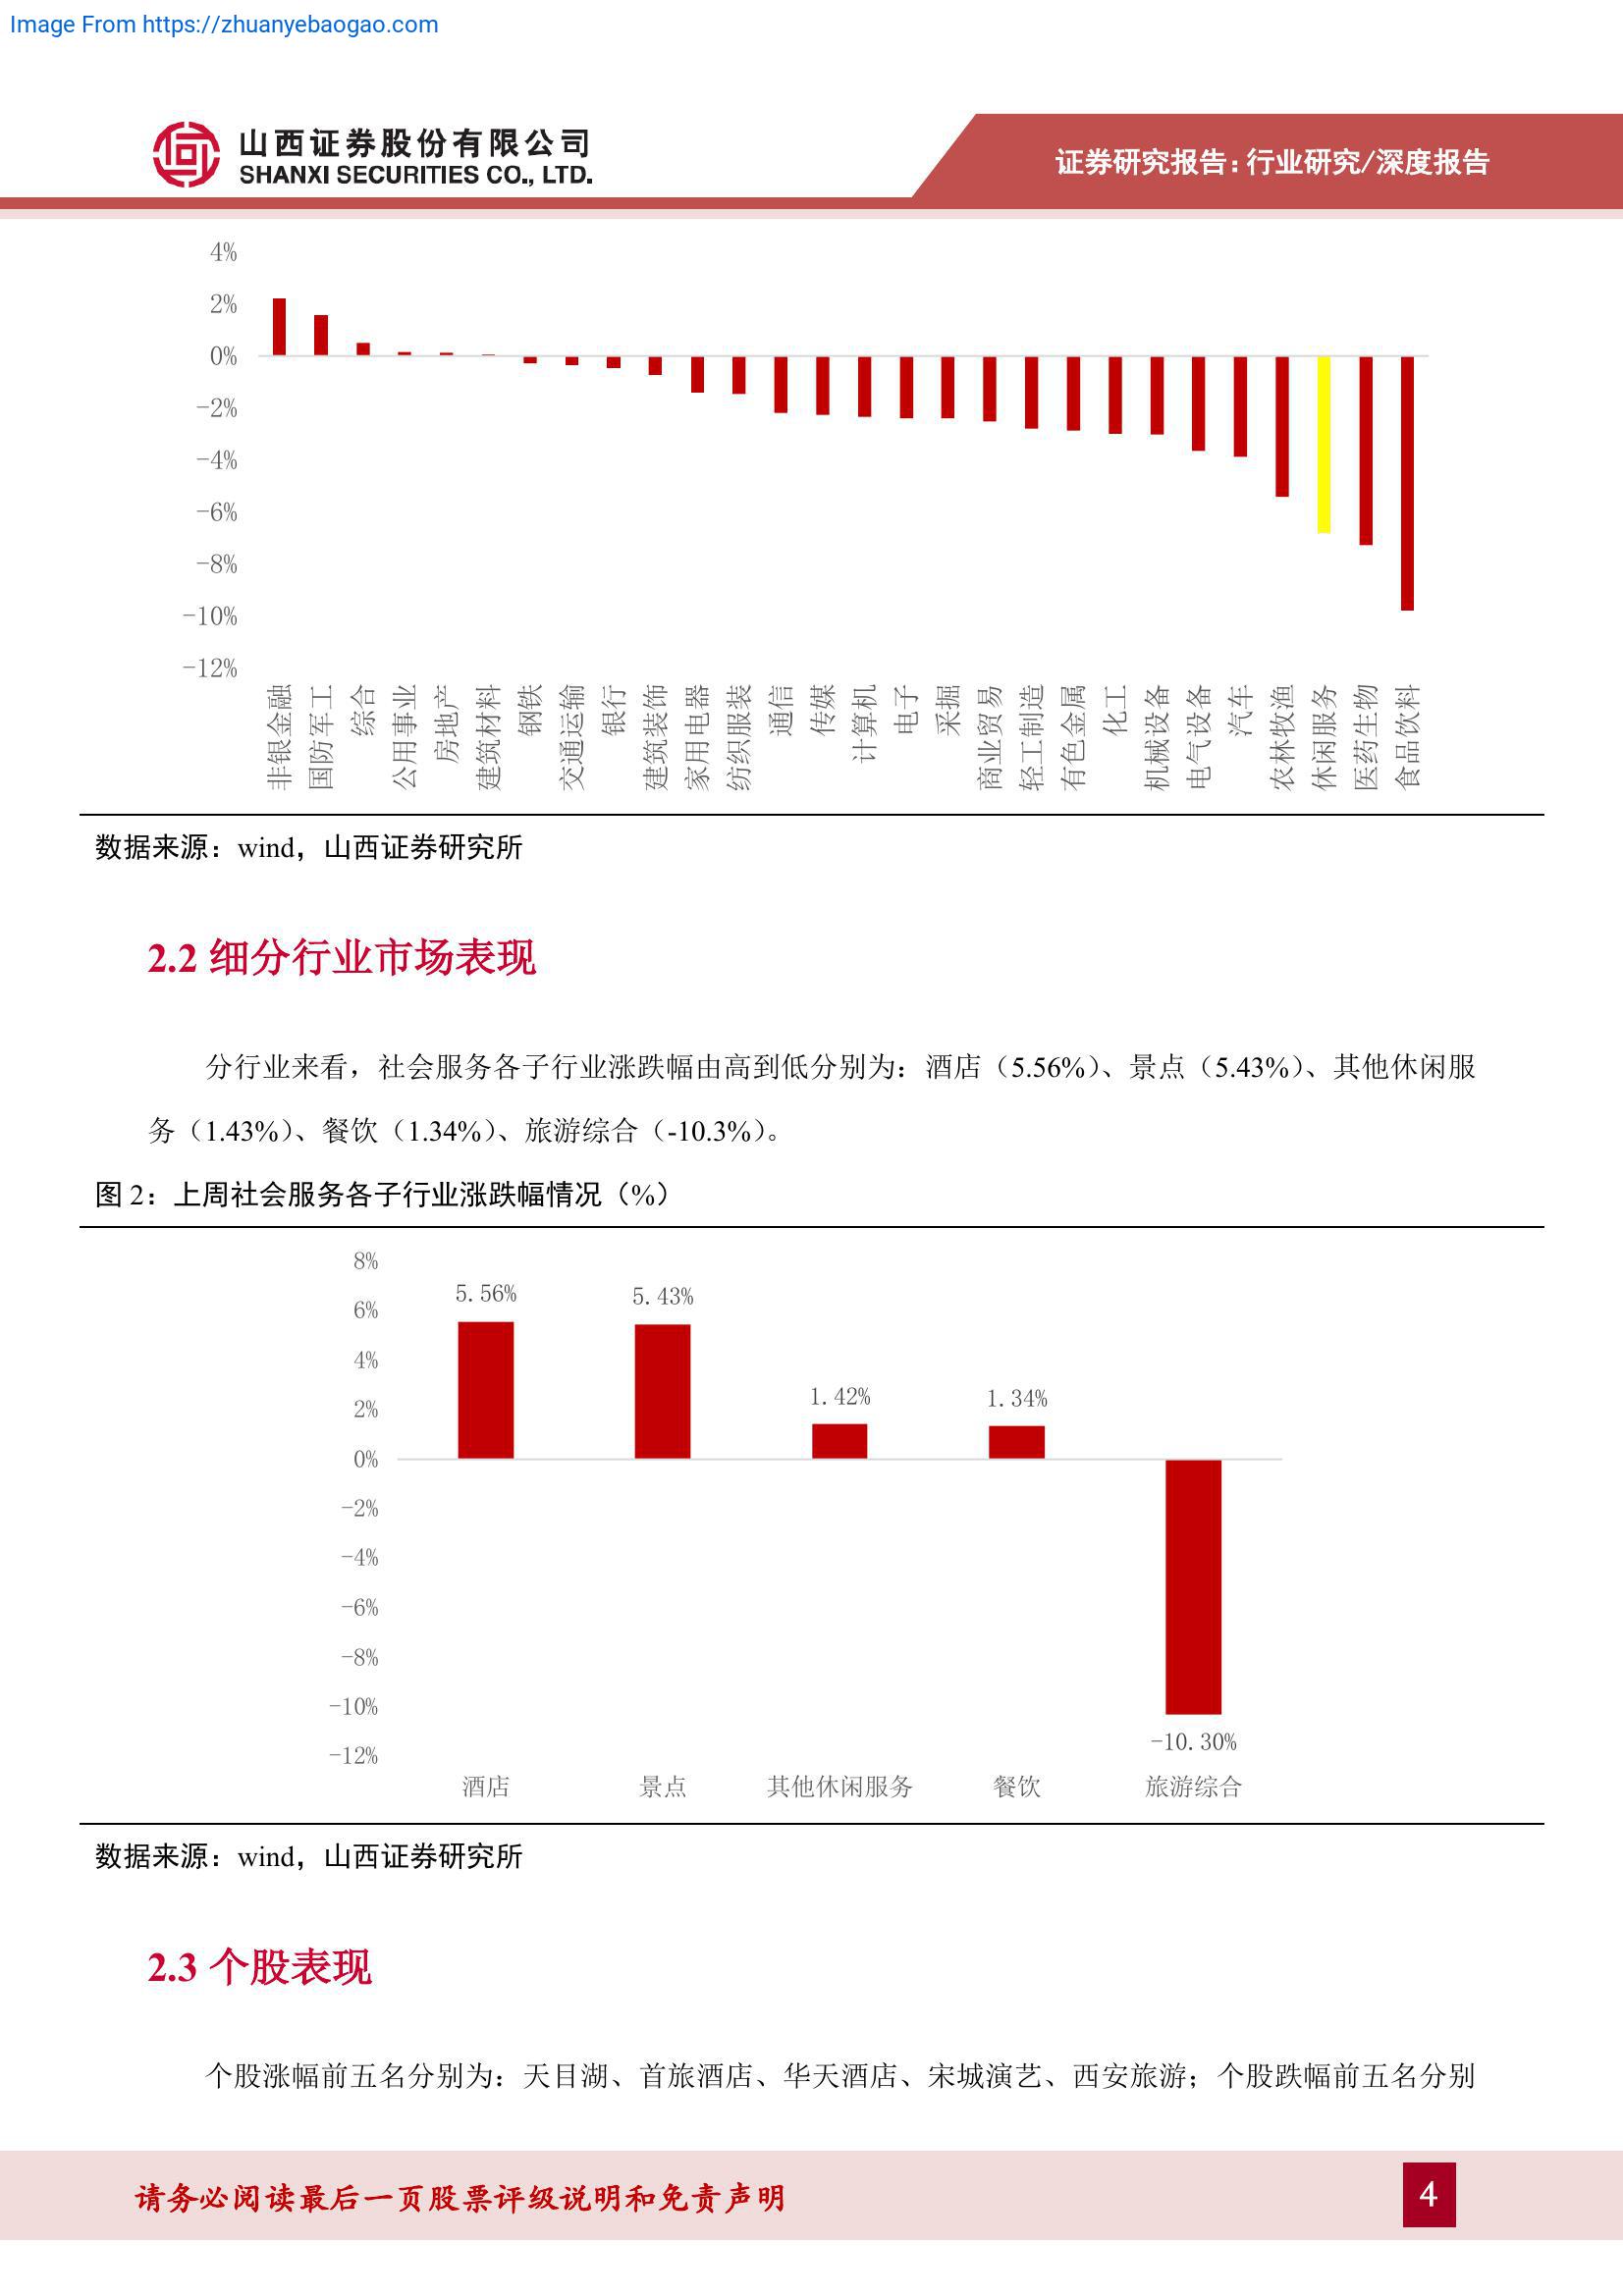 Image From https://zhuanyebaogao.com
山西证券股份有限公司
SHANXI SECURITIES CO., LTD.
证券研究报告:行业研究/深度报告
4%
2%
0%
-2%
-4%
-6%
-8%
-10%
-12%
非银金融
国防军工
综合
公用事业
房地产
建筑材料
钢铁
交通运输
银行
建筑装饰
家用电器
纺织服装
通信
传媒
计算机
电子
采掘
商业贸易
轻工制造
有色金属
化工
机械设备
电气设备
汽车
农林牧渔
休闲服务
医药生物
食品饮料
数据来源：wind，山西证券研究所
2.2 细分行业市场表现
分行业来看，社会服务各子行业涨跌幅由高到低分别为：酒店（5.56%）、景点（5.43%）、其他休闲服
务（1.43%）、餐饮（1.34%）、旅游综合（-10.3%）。
图 2：上周社会服务各子行业涨跌幅情况（%）
8%
6%
4%
2%
0%
-2%
-4%
-6%
-8%
-10%
-12%
5.56%
5.43%
1.42%
1.34%
-10.30%
酒店
景点
其他休闲服务
餐饮
旅游综合
数据来源：wind，山西证券研究所
2.3 个股表现
个股涨幅前五名分别为：天目湖、首旅酒店、华天酒店、宋城演艺、西安旅游；个股跌幅前五名分别
请务必阅读最后一页股票评级说明和免责声明
4